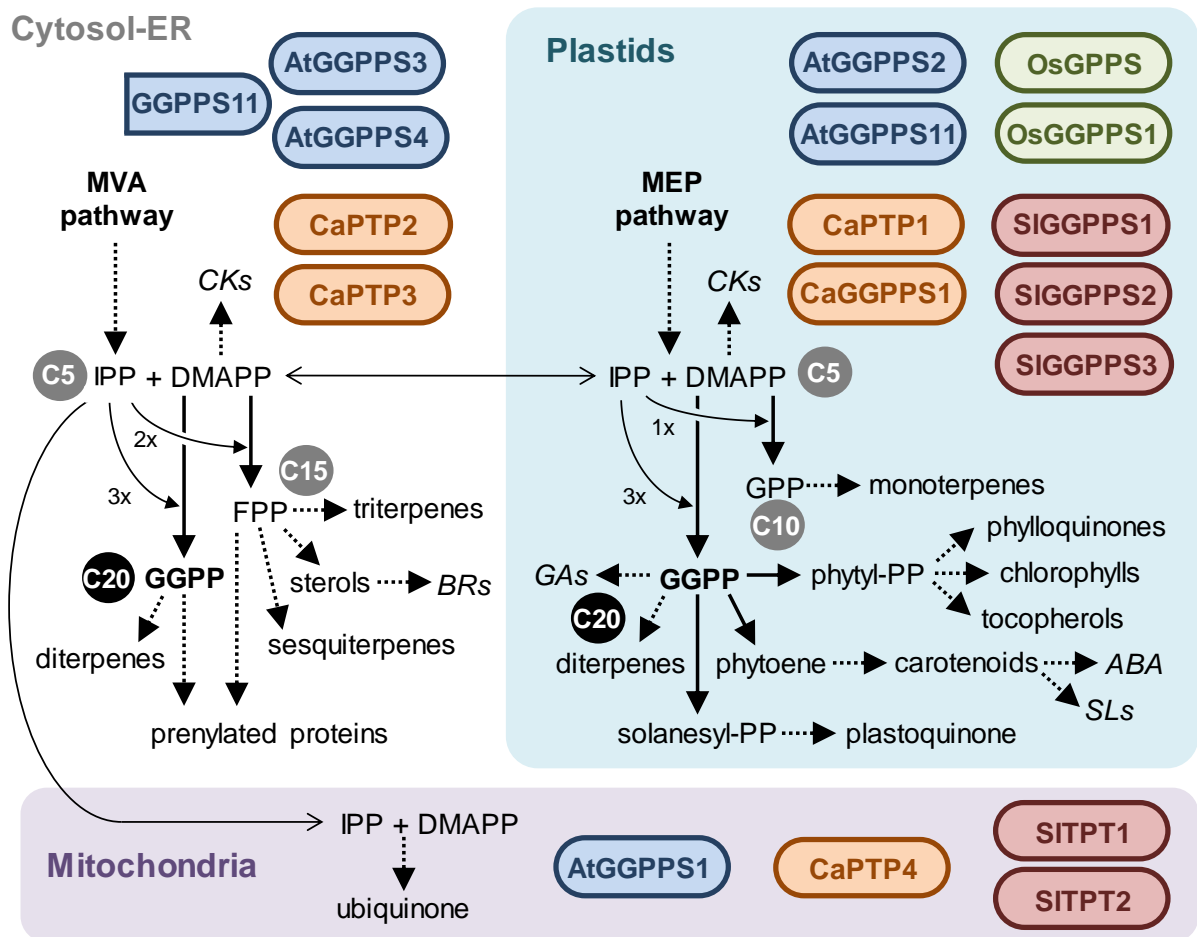 Cytosol-ER
GGPPS11
AtGGPPS3
AtGGPPS4
MVA
pathway
CaPTP2
CaPTP3
CKs
C5
IPP + DMAPP
2x
3x
C15
FPP
triterpenes
C20
GGPP
sterols
BRs
diterpenes
sesquiterpenes
prenylated proteins
Plastids
AtGGPPS2
OsGPPS
AtGGPPS11
OsGGPPS1
MEP
pathway
CaPTP1
SlGGPPS1
CKs
CaGGPPS1
SlGGPPS2
SlGGPPS3
IPP + DMAPP
C5
1x
3x
GPP
monoterpenes
C10
phylloquinones
GAs
GGPP
phytyl-PP
chlorophylls
C20
tocopherols
diterpenes
phytoene
carotenoids
ABA
SLs
solanesyl-PP
plastoquinone
Mitochondria
IPP + DMAPP
ubiquinone
AtGGPPS1
CaPTP4
SlTPT1
SlTPT2